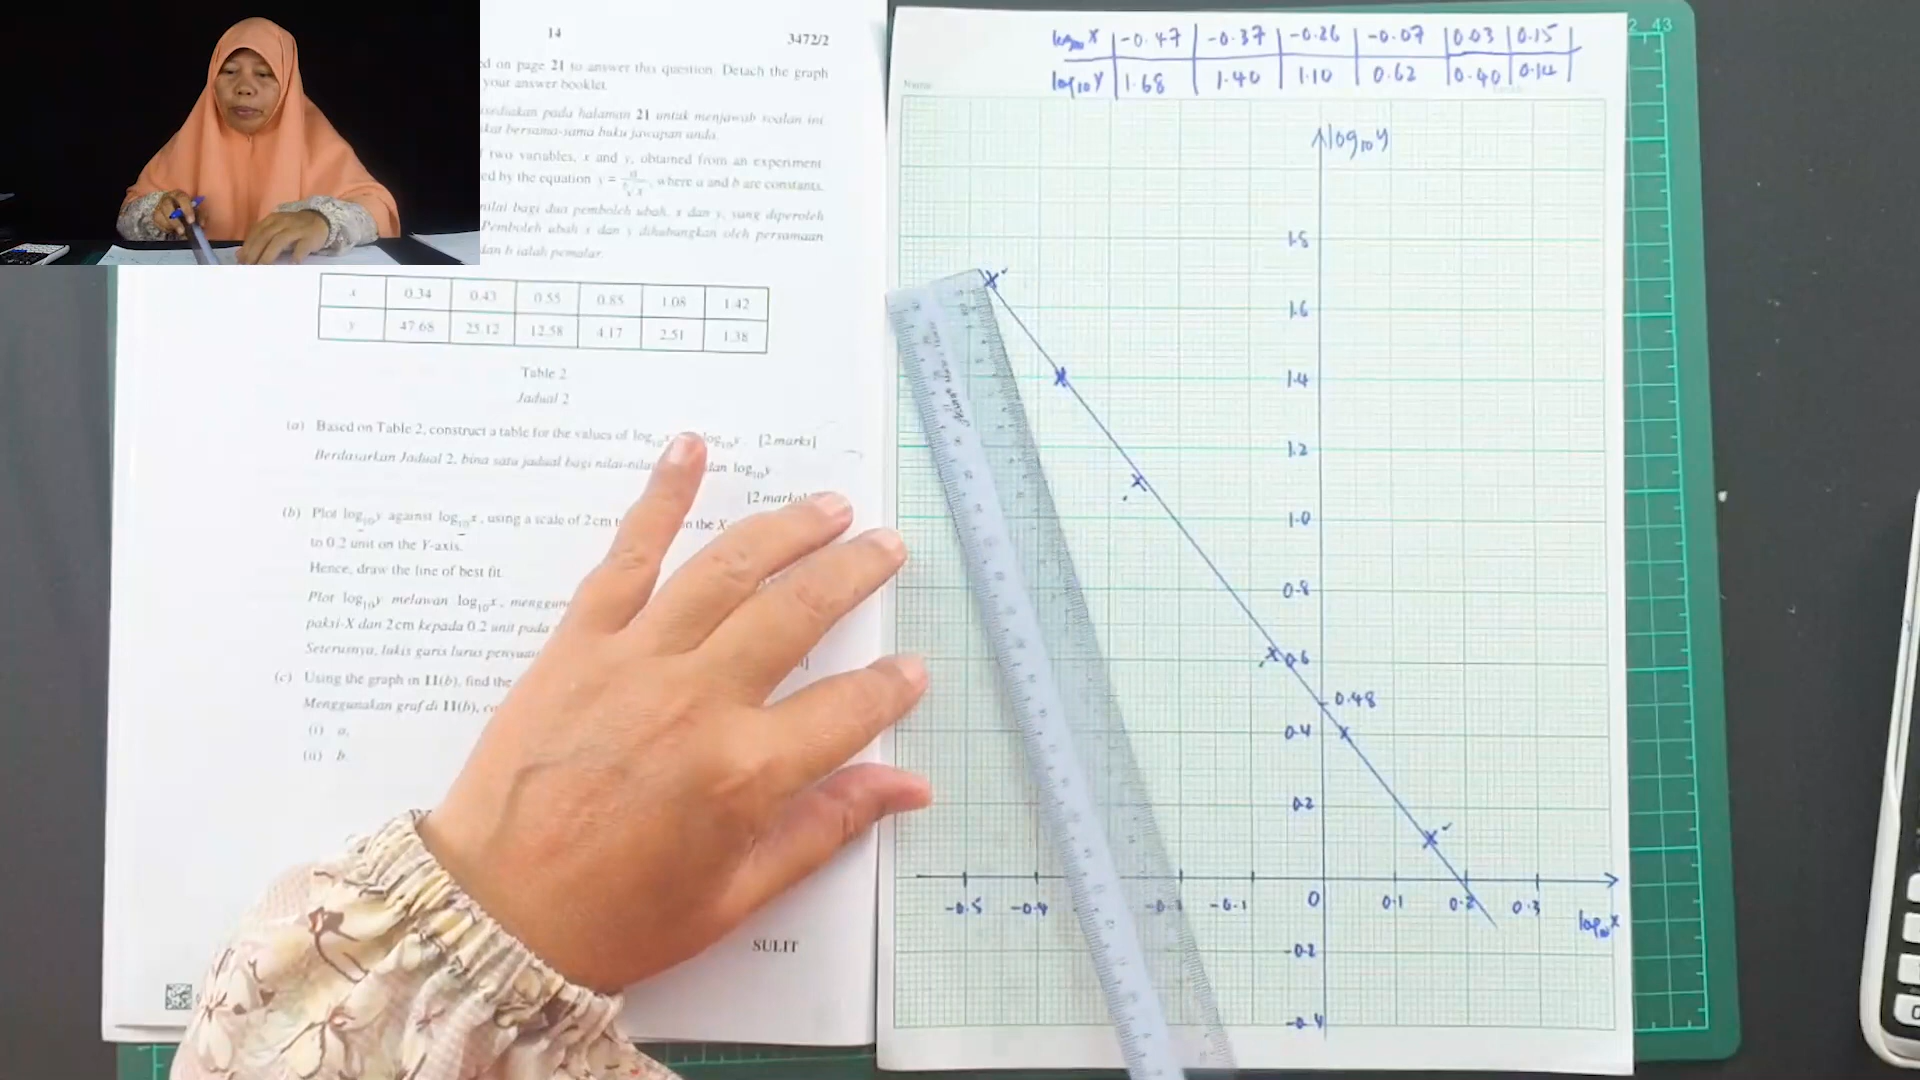 14
3472/2
d on page 21 to answer this question. Detach the graph
your answer booklet.
sediakan pada halaman 21 untuk menjawab soalan ini.
ikat bersama-sama buku jawapan anda.
two variables, x and y, obtained from an experiment.
ed by the equation y = a/ᵇ√x, where a and b are constants.
nilai bagi dua pemboleh ubah, x dan y, yang diperoleh
Pemboleh ubah x dan y dihubungkan oleh persamaan
dan b ialah pemalar.
x 0.34 0.43 0.55 0.85 1.08 1.42
y 47.68 25.12 12.58 4.17 2.51 1.38
Table 2
Jadual 2
(a) Based on Table 2, construct a table for the values of log₁₀x log₁₀y. [2 marks]
Berdasarkan Jadual 2, bina satu jadual bagi nilai-nilai dan log₁₀y.
[2 markah
(b) Plot log₁₀y against log₁₀x, using a scale of 2 cm n the X-
to 0.2 unit on the Y-axis.
Hence, draw the line of best fit.
Plot log₁₀y melawan log₁₀x, menggun
paksi-X dan 2 cm kepada 0.2 unit pada
Seterusnya, lukis garis lurus penyua
(c) Using the graph in 11(b), find the
Menggunakan graf di 11(b), c
(i) a,
(ii) b.
SULIT
log₁₀ x -0.47 -0.37 -0.26 -0.07 0.03 0.15
log₁₀ y 1.68 1.40 1.10 0.62 0.40 0.14
Name
log₁₀ y
1.8
1.6
1.4
1.2
1.0
0.8
0.6
0.48
0.4
0.2
-0.5 -0.4 -0.1 0 0.1 0.2 0.3
log₁₀ x
-0.2
-0.4
43